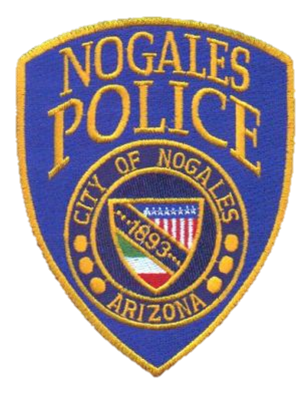 NOGALES
POLICE
CITY OF NOGALES
1893
ARIZONA